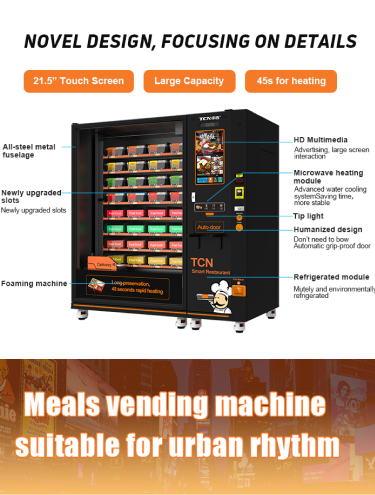 NOVEL DESIGN, FOCUSING ON DETAILS
21.5" Touch Screen
Large Capacity
45s for heating
All-steel metal
fuselage
Newly upgraded
slots
Newly upgraded slots
Foaming machine
TCN
HD Multimedia
Advertising, large screen
interaction
Microwave heating
module
Advanced water cooling
systemSaving time,
more stable
Tip light
Humanized design
Don't need to bow
Automatic grip-proof door
Refrigerated module
Mutely and environmentally
refrigerated
Auto-door
TCN
Smart Restaurant
Long-preservation,
45 seconds rapid heating
Meals vending machine
suitable for urban rhythm